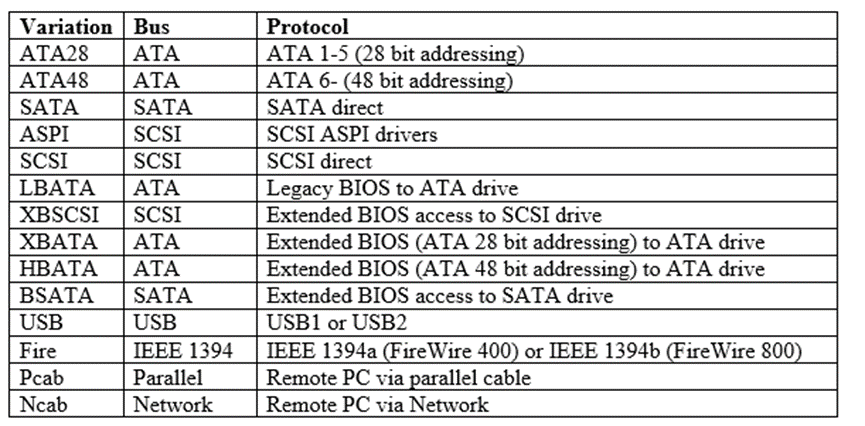 Variation Bus Protocol
ATA28 ATA ATA 1-5 (28 bit addressing)
ATA48 ATA ATA 6- (48 bit addressing)
SATA SATA SATA direct
ASPI SCSI SCSI ASPI drivers
SCSI SCSI SCSI direct
LBATA ATA Legacy BIOS to ATA drive
XBSCSI SCSI Extended BIOS access to SCSI drive
XBATA ATA Extended BIOS (ATA 28 bit addressing) to ATA drive
HBATA ATA Extended BIOS (ATA 48 bit addressing) to ATA drive
BSATA SATA Extended BIOS access to SATA drive
USB USB USB1 or USB2
Fire IEEE 1394 IEEE 1394a (FireWire 400) or IEEE 1394b (FireWire 800)
Pcab Parallel Remote PC via parallel cable
Ncab Network Remote PC via Network